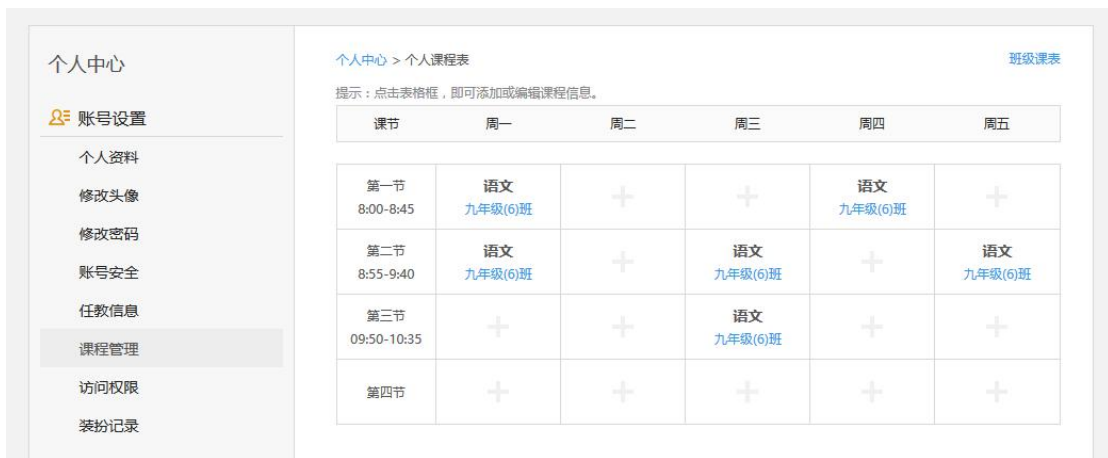 个人中心
账号设置
个人资料
修改头像
修改密码
账号安全
任教信息
课程管理
访问权限
装扮记录
个人中心 > 个人课程表
班级课表
提示：点击表格框，即可添加或编辑课程信息。
课节 周一 周二 周三 周四 周五
第一节 语文 语文
8:00-8:45 九年级(6)班 九年级(6)班
第二节 语文 语文 语文
8:55-9:40 九年级(6)班 九年级(6)班 九年级(6)班
第三节 语文
09:50-10:35 九年级(6)班
第四节